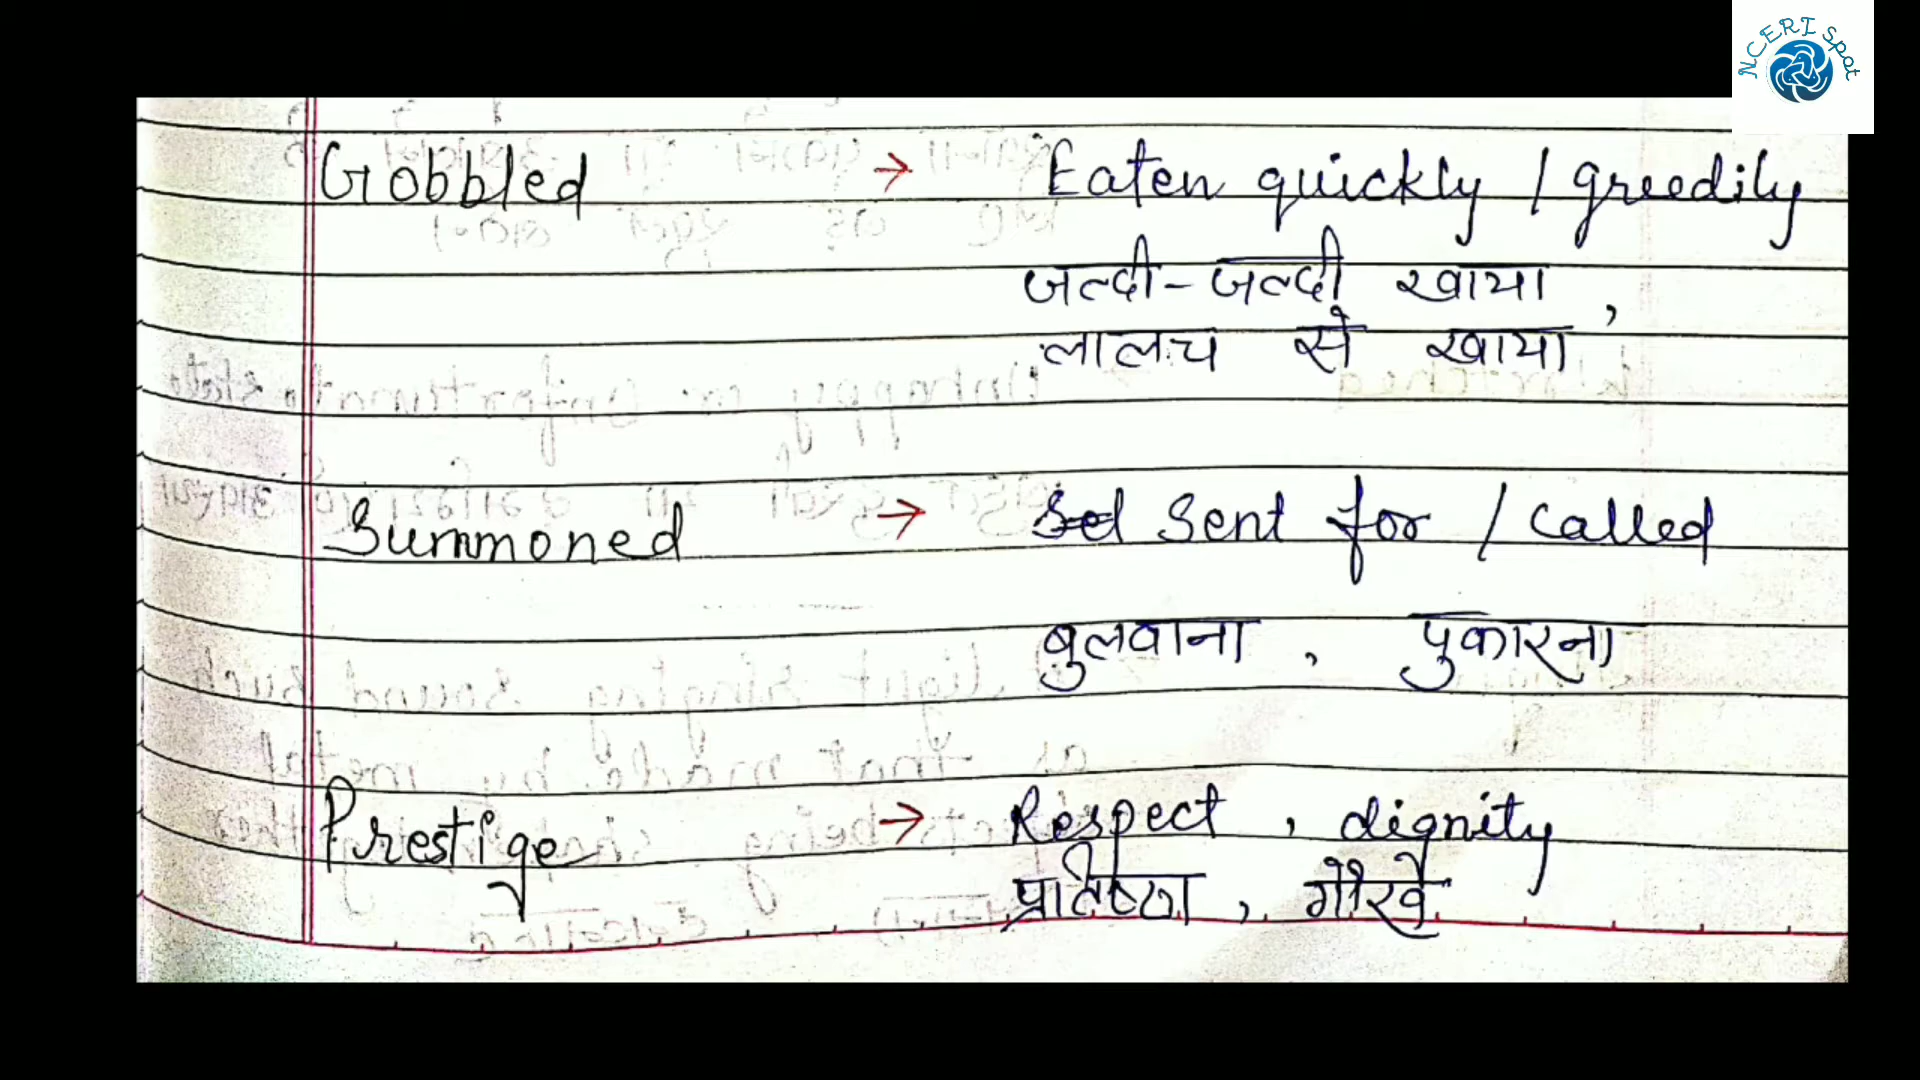 NCERT Spot
Gobbled → Eaten quickly / greedily
जल्दी-जल्दी खाया,
लालच से खाया
Summoned → Sent for / called
बुलवाना, पुकारना
Prestige → Respect, dignity
प्रतिष्ठा,